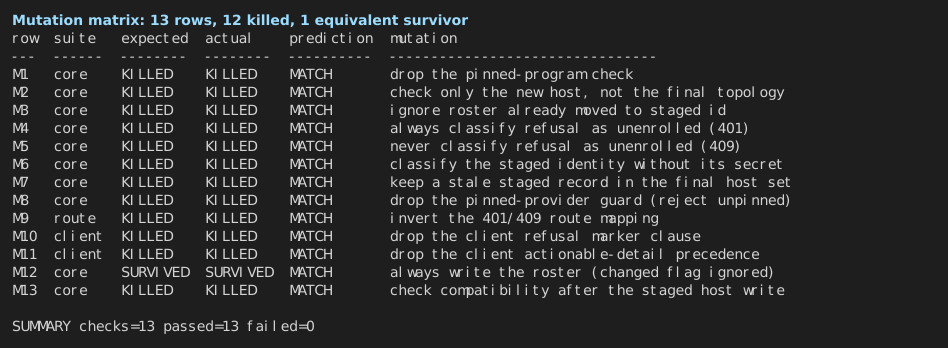 Mutation matrix: 13 rows, 12 killed, 1 equivalent survivor
row suite expected actual prediction mutation
--- ------ -------- -------- ---------- -------------------------------
M1 core KILLED KILLED MATCH drop the pinned-program check
M2 core KILLED KILLED MATCH check only the new host, not the final topology
M3 core KILLED KILLED MATCH ignore roster already moved to staged id
M4 core KILLED KILLED MATCH always classify refusal as unenrolled (401)
M5 core KILLED KILLED MATCH never classify refusal as unenrolled (409)
M6 core KILLED KILLED MATCH classify the staged identity without its secret
M7 core KILLED KILLED MATCH keep a stale staged record in the final host set
M8 core KILLED KILLED MATCH drop the pinned-provider guard (reject unpinned)
M9 route KILLED KILLED MATCH invert the 401/409 route mapping
M10 client KILLED KILLED MATCH drop the client refusal marker clause
M11 client KILLED KILLED MATCH drop the client actionable-detail precedence
M12 core SURVIVED SURVIVED MATCH always write the roster (changed flag ignored)
M13 core KILLED KILLED MATCH check compatibility after the staged host write
SUMMARY checks=13 passed=13 failed=0